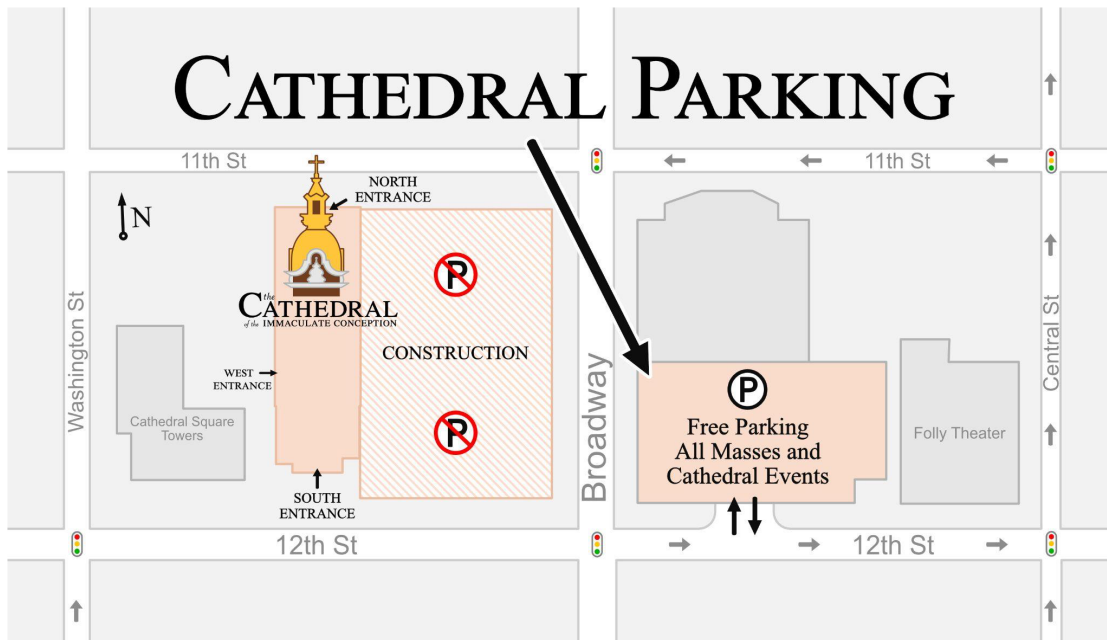 CATHEDRAL PARKING
11th St
11th St
N
NORTH
ENTRANCE
P
the
CATHEDRAL
of the IMMACULATE CONCEPTION
CONSTRUCTION
WEST
ENTRANCE
P
SOUTH
ENTRANCE
Washington St
Cathedral Square
Towers
Broadway
P
Free Parking
All Masses and
Cathedral Events
Folly Theater
Central St
12th St
12th St